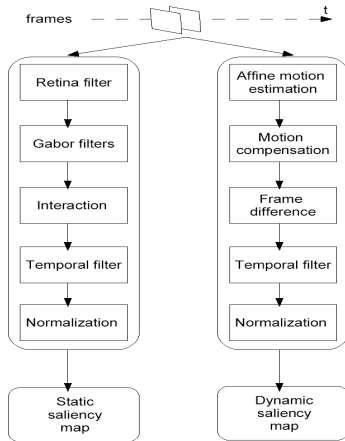 frames
t
Retina filter
Gabor filters
Interaction
Temporal filter
Normalization
Static
saliency
map
Affine motion
estimation
Motion
compensation
Frame
difference
Temporal filter
Normalization
Dynamic
saliency
map